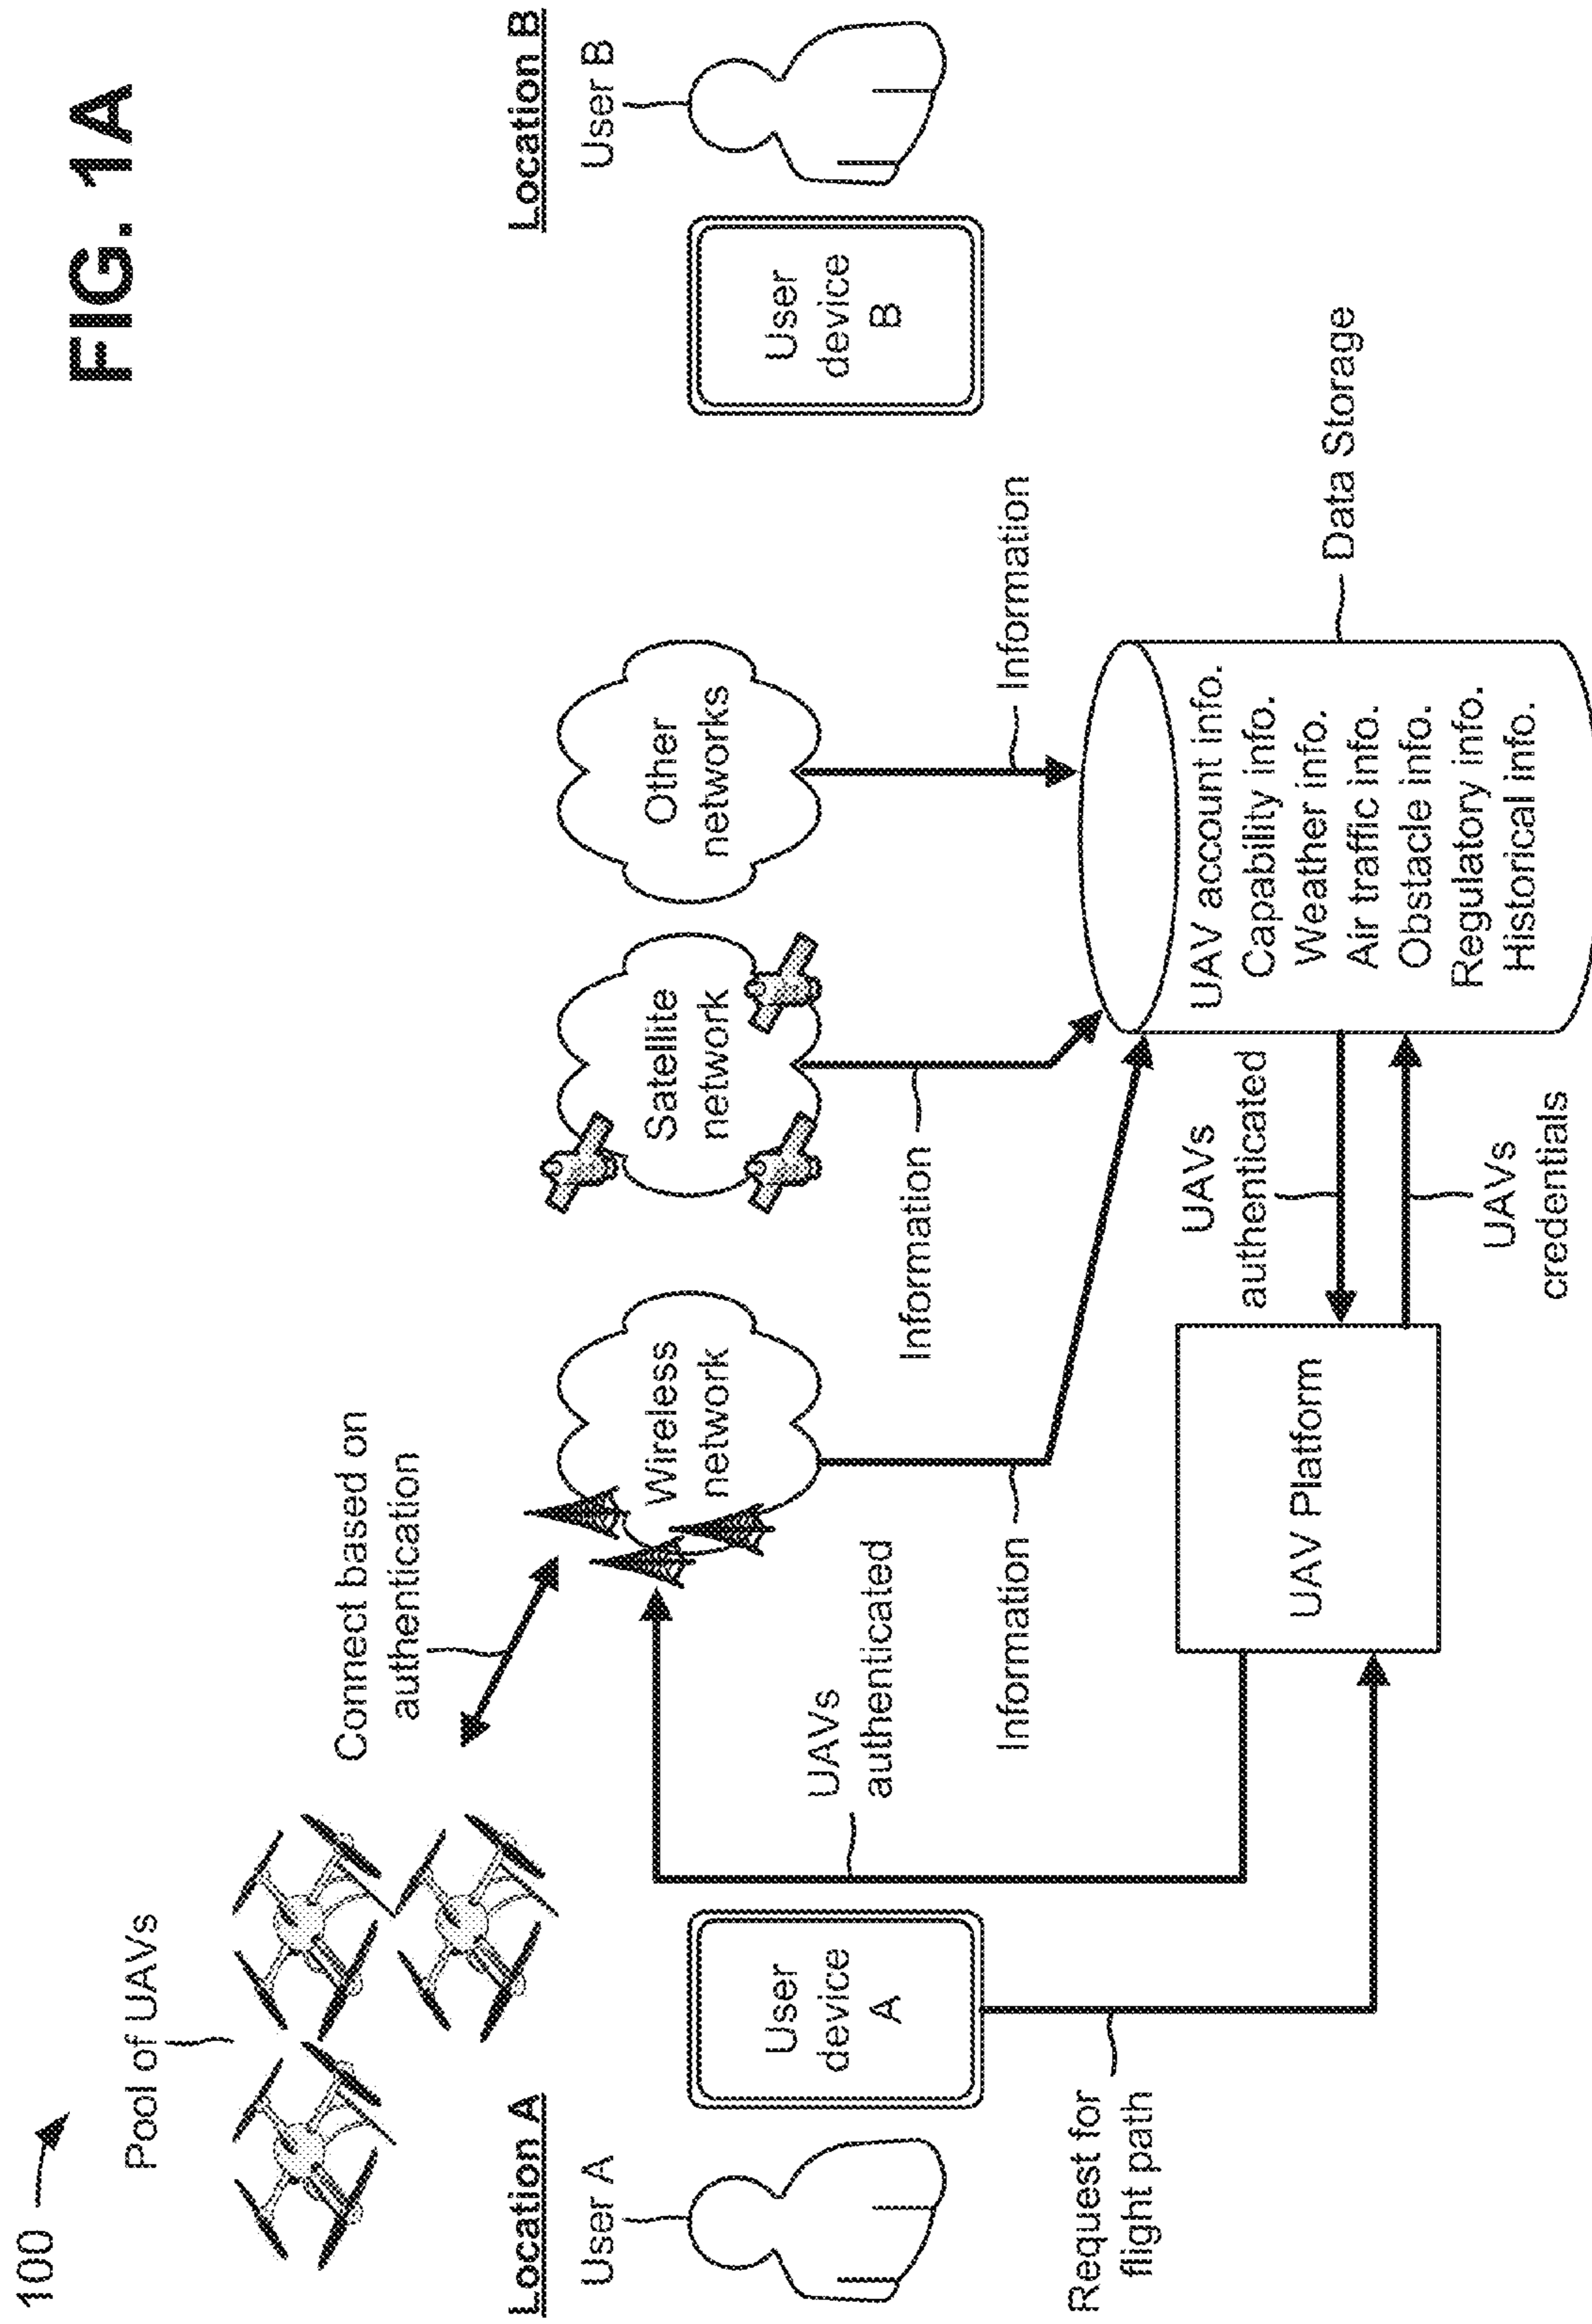 100
FIG. 1A
Pool of UAVs
Connect based on
authentication
Location A
User A
User
device
A
Wireless
network
Satellite
network
Other
networks
Location B
User B
User
device
B
UAVs
authenticated
Information
Information
Information
Request for
flight path
UAV Platform
UAVs
authenticated
UAVs
credentials
UAV account info.
Capability info.
Weather info.
Air traffic info.
Obstacle info.
Regulatory info.
Historical info.
Data Storage